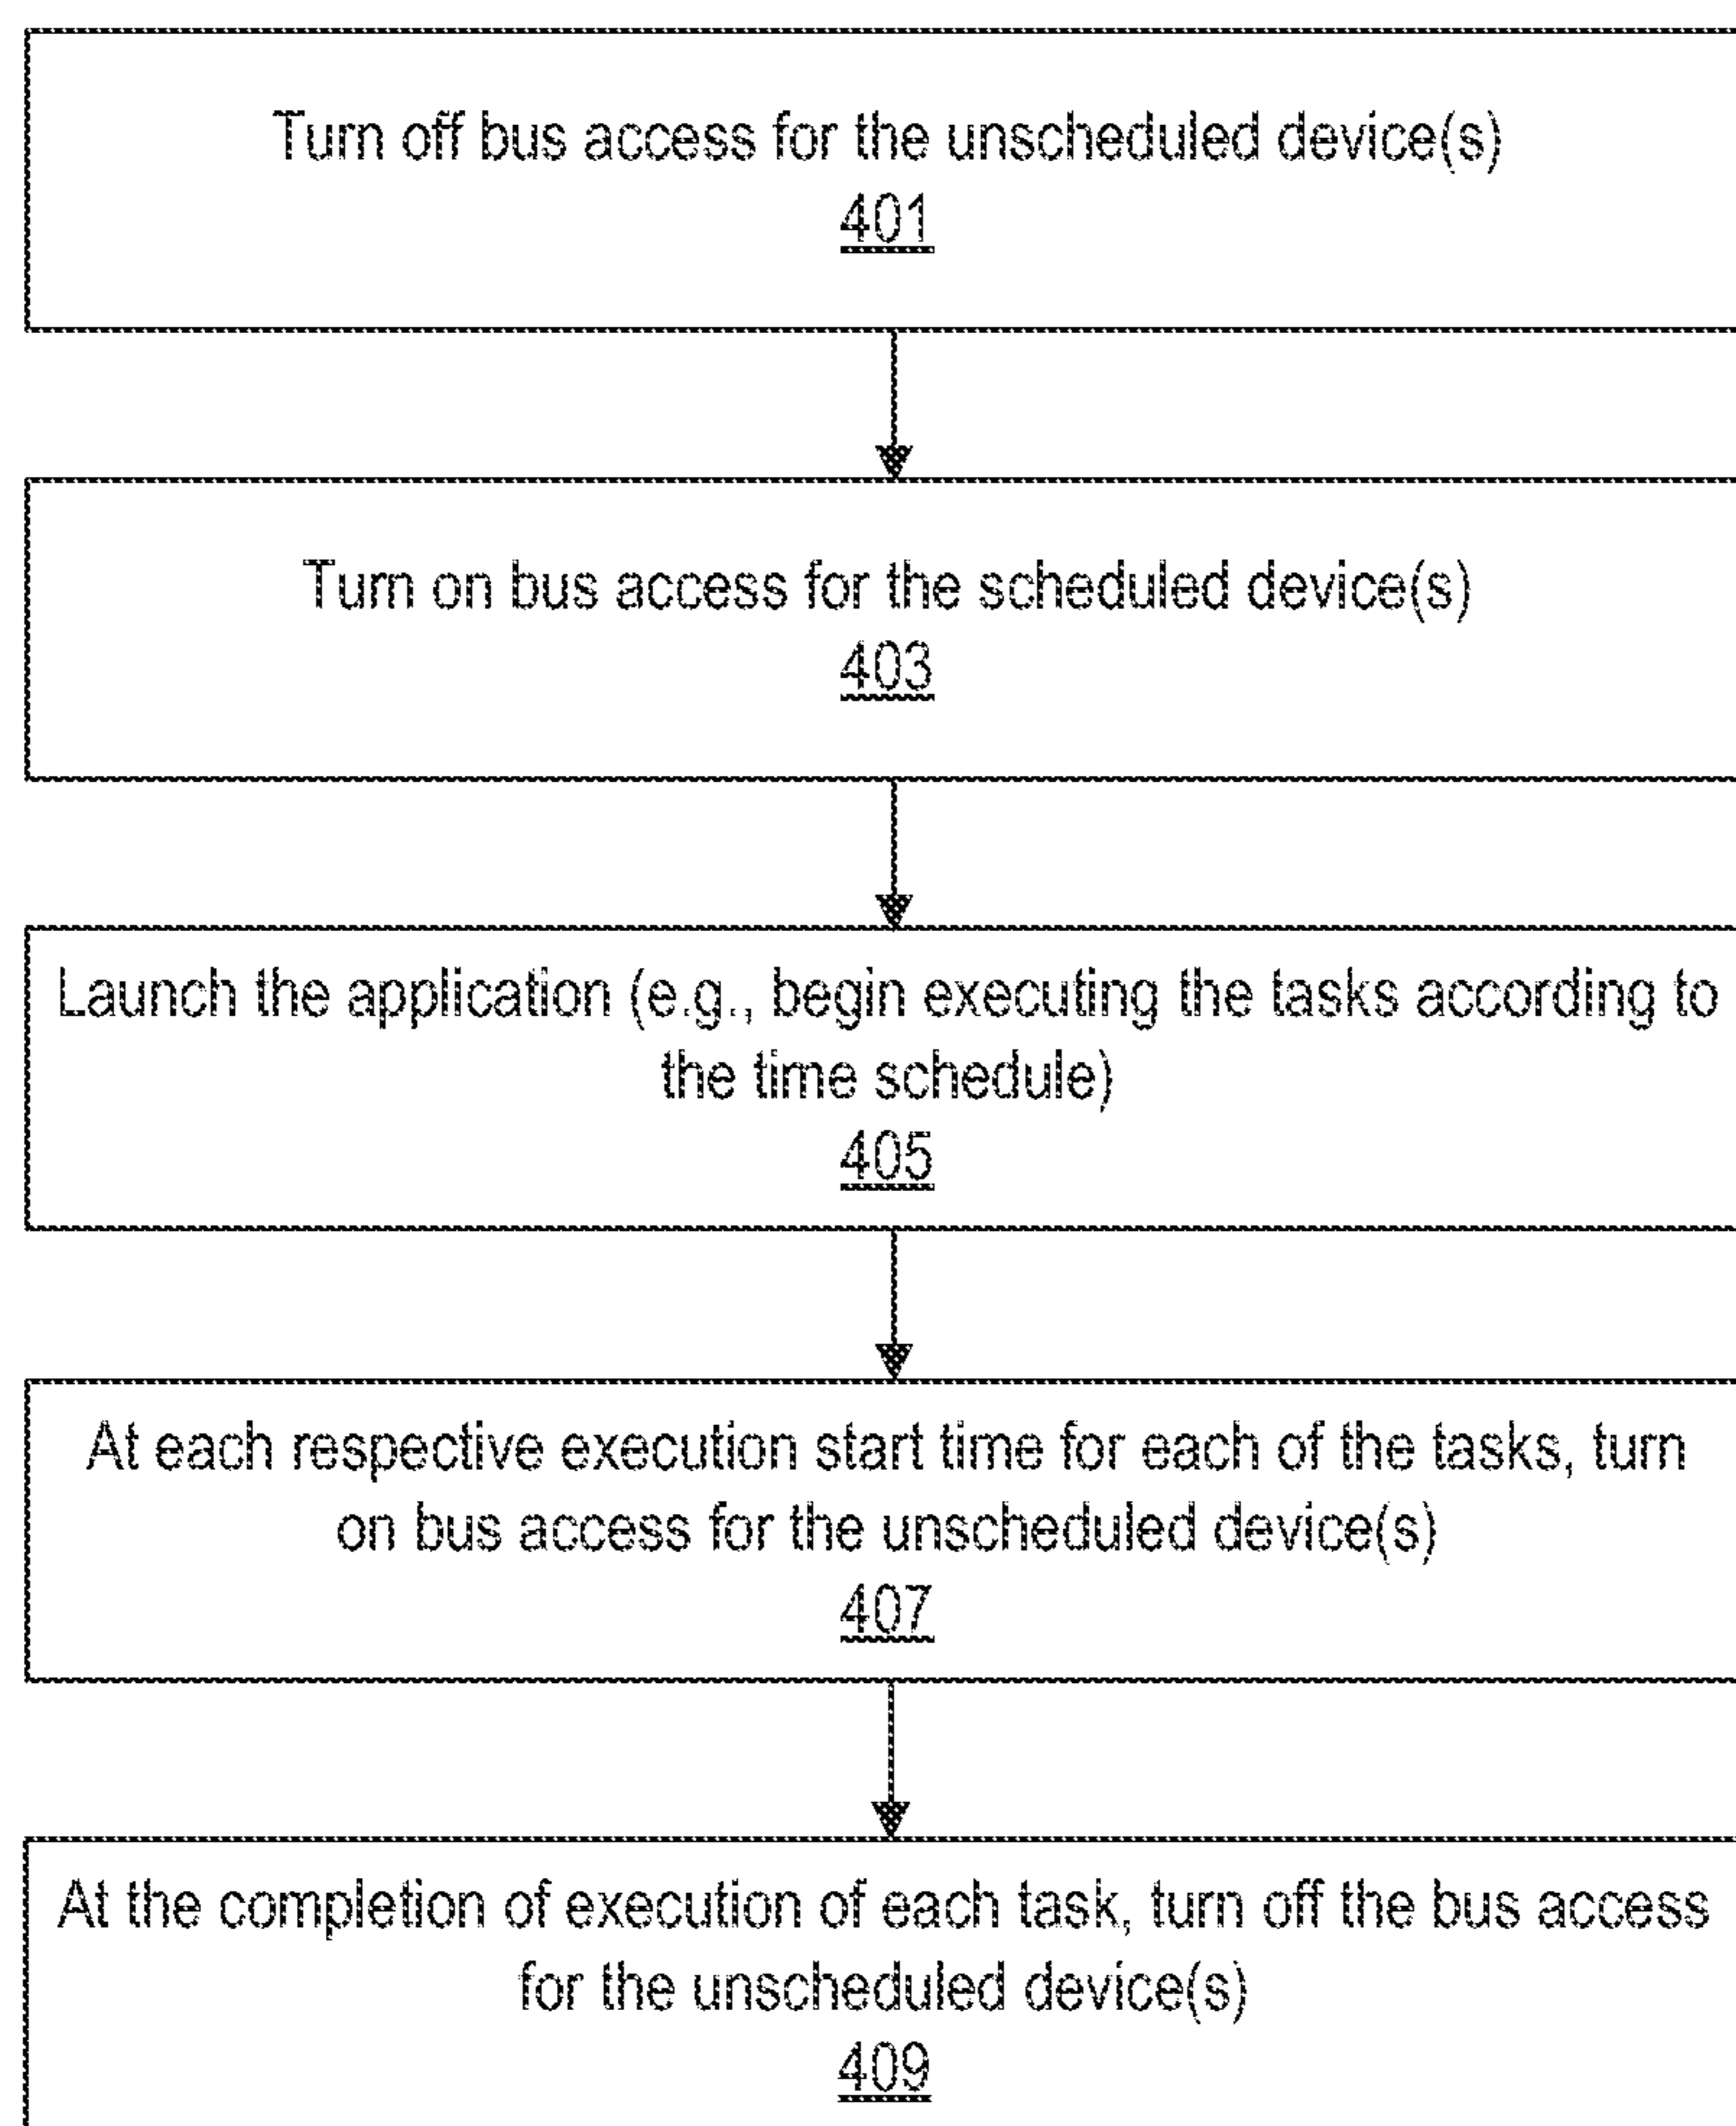 Turn off bus access for the unscheduled device(s)
401
Turn on bus access for the scheduled device(s)
403
Launch the application (e.g., begin executing the tasks according to
the time schedule)
405
At each respective execution start time for each of the tasks, turn
on bus access for the unscheduled device(s)
407
At the completion of execution of each task, turn off the bus access
for the unscheduled device(s)
409